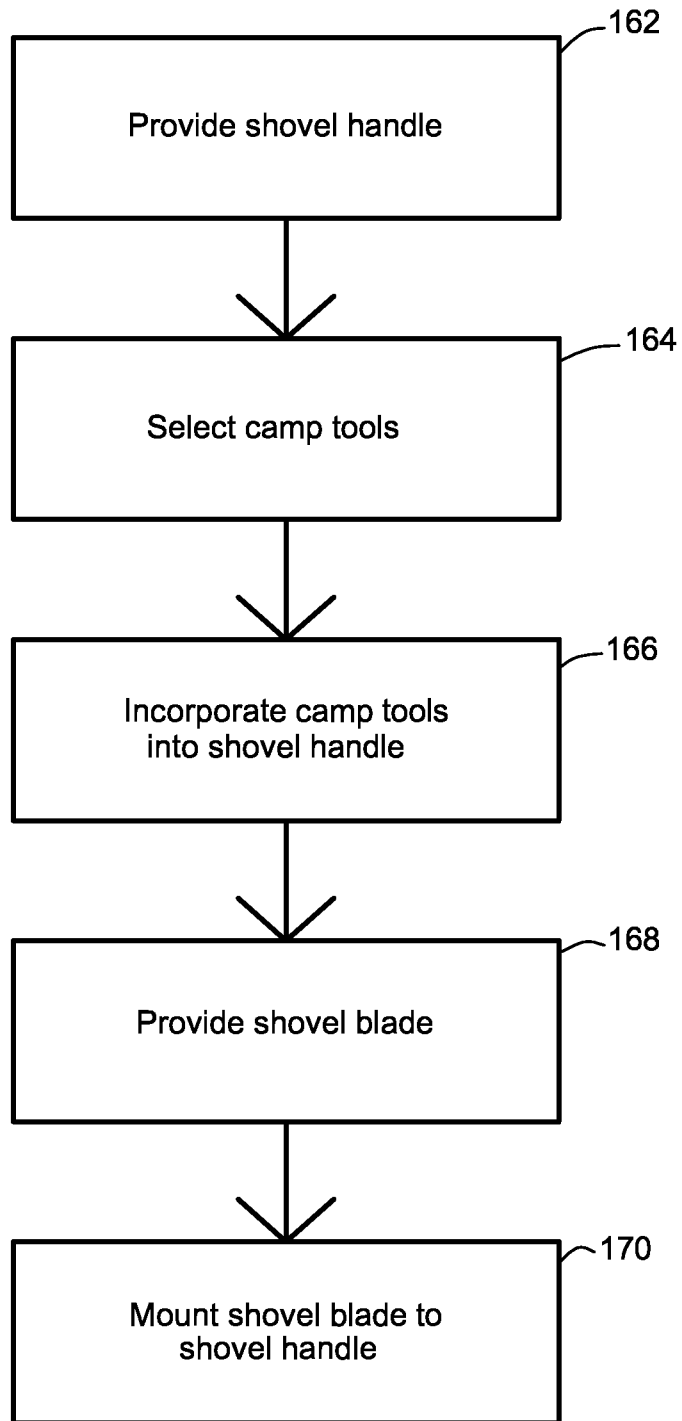 162
Provide shovel handle
164
Select camp tools
166
Incorporate camp tools
into shovel handle
168
Provide shovel blade
170
Mount shovel blade to
shovel handle